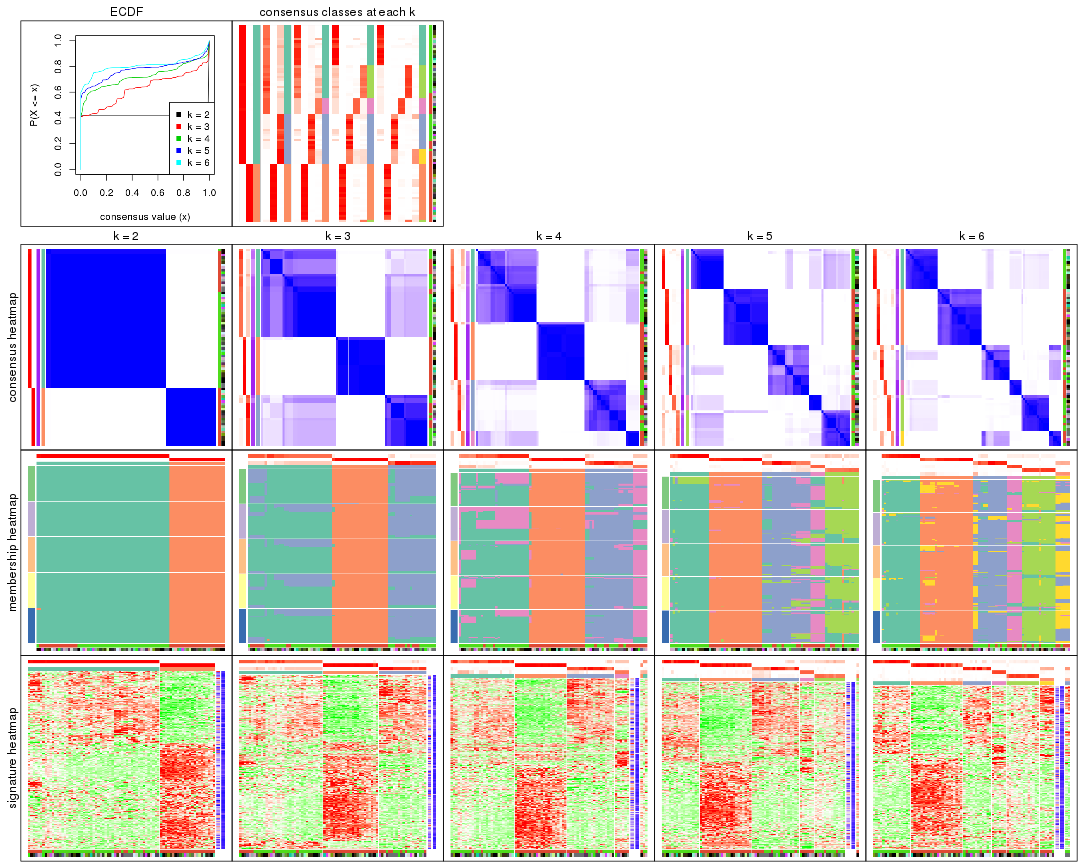 ECDF
consensus classes at each k
P(X <= x)
0.0 0.2 0.4 0.6 0.8 1.0
k = 2
k = 3
k = 4
k = 5
k = 6
0.0 0.2 0.4 0.6 0.8 1.0
consensus value (x)
k = 2
k = 3
k = 4
k = 5
k = 6
consensus heatmap
membership heatmap
signature heatmap